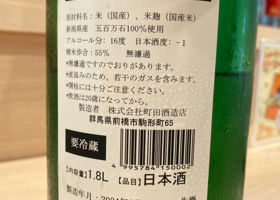 原材料名：米（国産）、米麹（国産）
新潟県産 五百万石100％使用
アルコール分：16度 日本酒度：-1
精米歩合：55％ 無濾過
※無濾過ですのでおりがあります。
※直汲みのため、若干のガスを含みます。
※開栓には十分ご注意ください。
※飲酒は20歳になってから。
製造者 株式会社町田酒造店
群馬県前橋市駒形町65
要冷蔵
4 995784 150002
【内容量】1.8L 【品目】日本酒
製造年月：